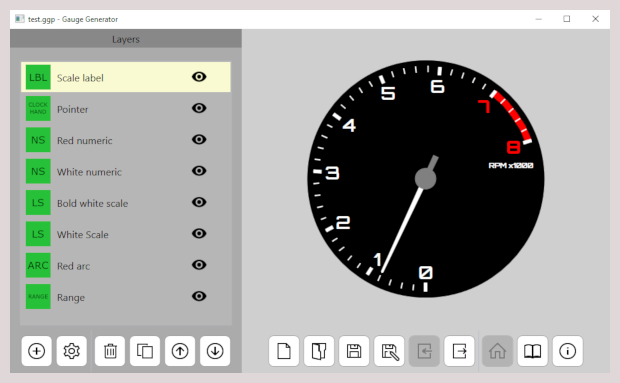 test.ggp - Gauge Generator
Layers
LBL Scale label
CLOCK HAND Pointer
NS Red numeric
NS White numeric
LS Bold white scale
LS White Scale
ARC Red arc
RANGE Range
0
1
2
3
4
5
6
7
8
RPM x1000